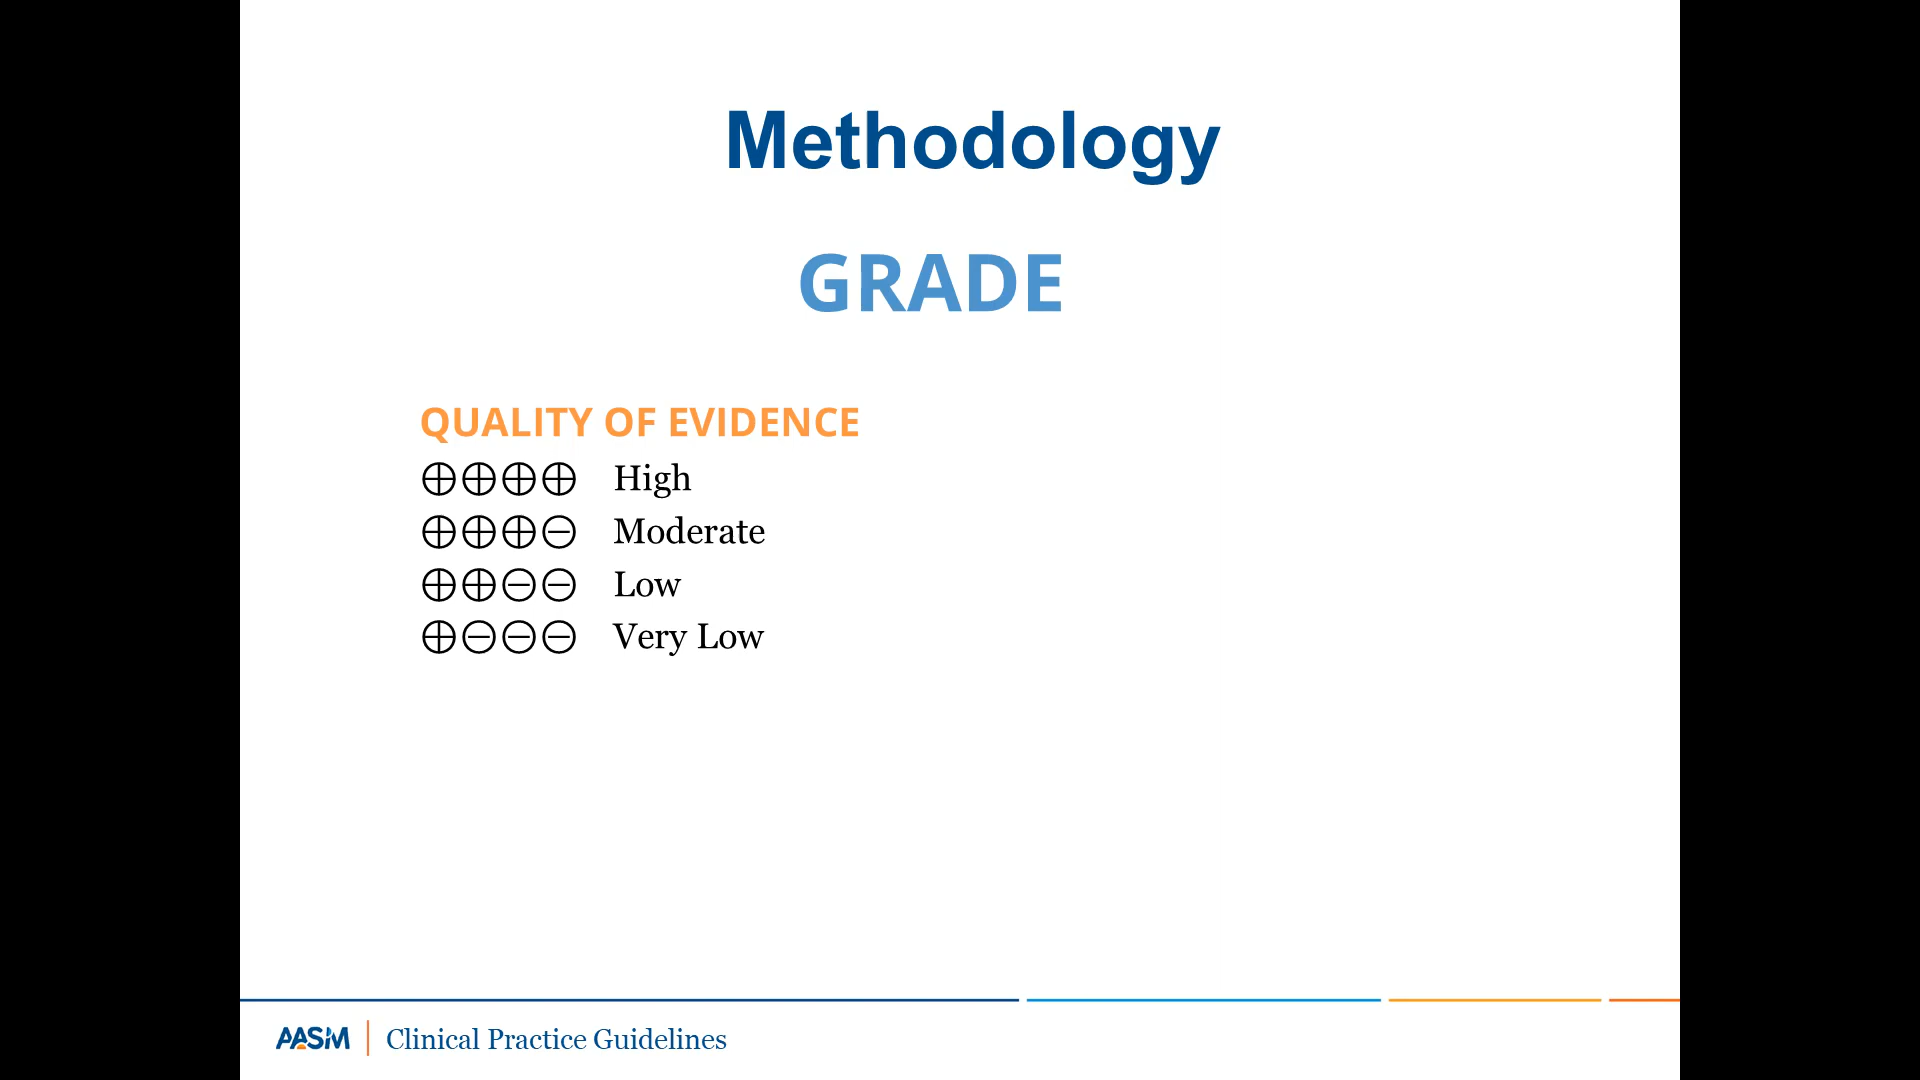 Methodology
GRADE
QUALITY OF EVIDENCE
⊕⊕⊕⊕ High
⊕⊕⊕⊖ Moderate
⊕⊕⊖⊖ Low
⊕⊖⊖⊖ Very Low
AASM | Clinical Practice Guidelines